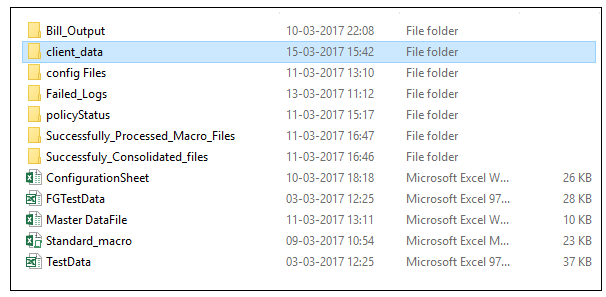 Bill_Output 10-03-2017 22:08 File folder
client_data 15-03-2017 15:42 File folder
config Files 11-03-2017 13:10 File folder
Failed_Logs 13-03-2017 11:12 File folder
policyStatus 11-03-2017 15:17 File folder
Successfully_Processed_Macro_Files 11-03-2017 16:47 File folder
Successfuly_Consolidated_files 11-03-2017 16:46 File folder
ConfigurationSheet 10-03-2017 18:18 Microsoft Excel W... 26 KB
FGTestData 03-03-2017 12:25 Microsoft Excel 97... 28 KB
Master DataFile 11-03-2017 13:11 Microsoft Excel W... 10 KB
Standard_macro 09-03-2017 10:54 Microsoft Excel M... 23 KB
TestData 03-03-2017 12:25 Microsoft Excel 97... 37 KB